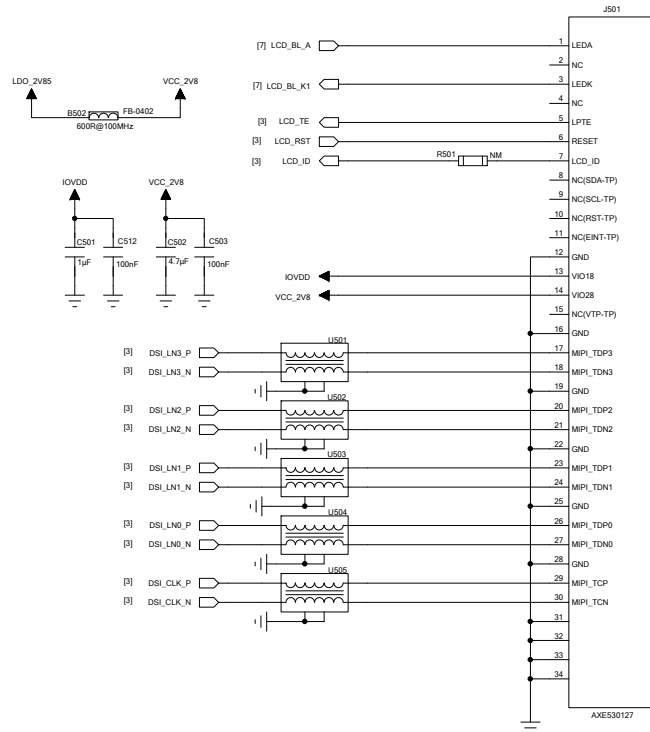 J501
[7] LCD_BL_A 1 LEDA
2 NC
[7] LCD_BL_K1 3 LEDK
4 NC
[3] LCD_TE 5 LPTE
[3] LCD_RST 6 RESET
[3] LCD_ID R501 NM 7 LCD_ID
8 NC(SDA-TP)
9 NC(SCL-TP)
10 NC(RST-TP)
11 NC(EINT-TP)
12 GND
IOVDD 13 VIO18
VCC_2V8 14 VIO28
15 NC(VTP-TP)
16 GND
LDO_2V85 VCC_2V8
B502 FB-0402
600R@100MHz
IOVDD VCC_2V8
C501 C512 C502 C503
1µF 100nF 4.7µF 100nF
U501
[3] DSI_LN3_P 17 MIPI_TDP3
[3] DSI_LN3_N 18 MIPI_TDN3
19 GND
U502
[3] DSI_LN2_P 20 MIPI_TDP2
[3] DSI_LN2_N 21 MIPI_TDN2
22 GND
U503
[3] DSI_LN1_P 23 MIPI_TDP1
[3] DSI_LN1_N 24 MIPI_TDN1
25 GND
U504
[3] DSI_LN0_P 26 MIPI_TDP0
[3] DSI_LN0_N 27 MIPI_TDN0
28 GND
U505
[3] DSI_CLK_P 29 MIPI_TCP
[3] DSI_CLK_N 30 MIPI_TCN
31
32
33
34
AXE530127